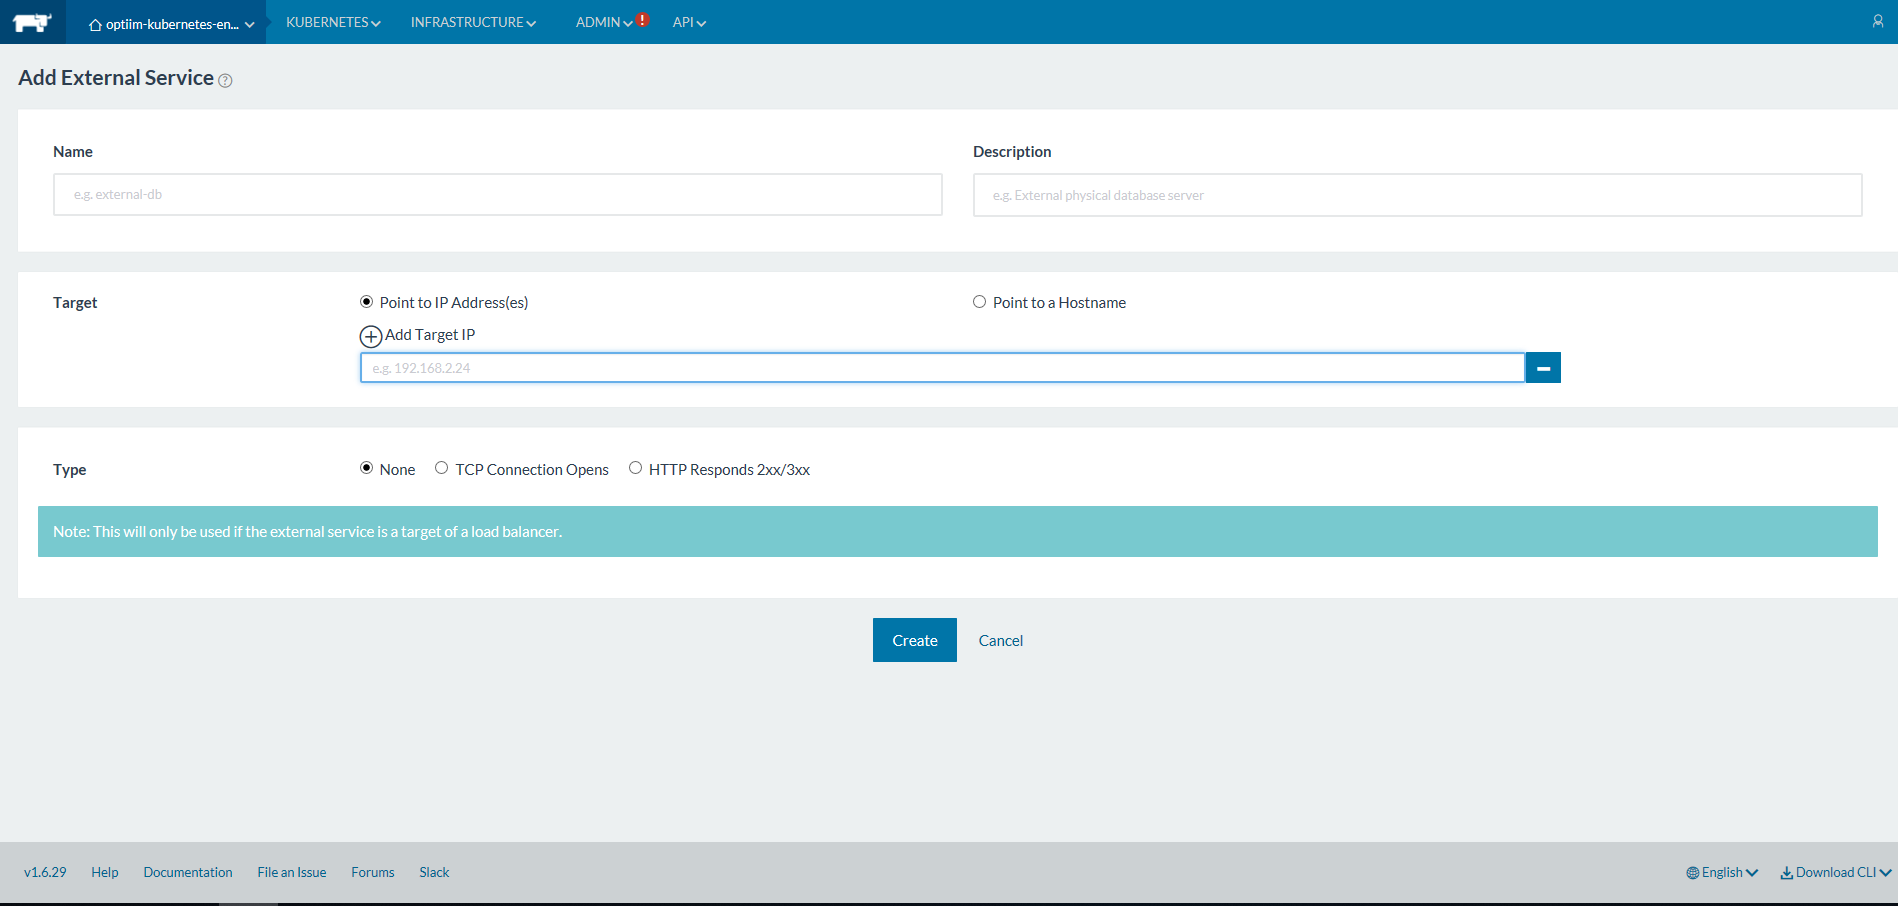 optiim-kubernetes-en... KUBERNETES INFRASTRUCTURE ADMIN ! API
Add External Service ?
Name Description
e.g. external-db e.g. External physical database server
Target Point to IP Address(es) Point to a Hostname
Add Target IP
e.g. 192.168.2.24
Type None TCP Connection Opens HTTP Responds 2xx/3xx
Note: This will only be used if the external service is a target of a load balancer.
Create Cancel
v1.6.29 Help Documentation File an Issue Forums Slack English Download CLI